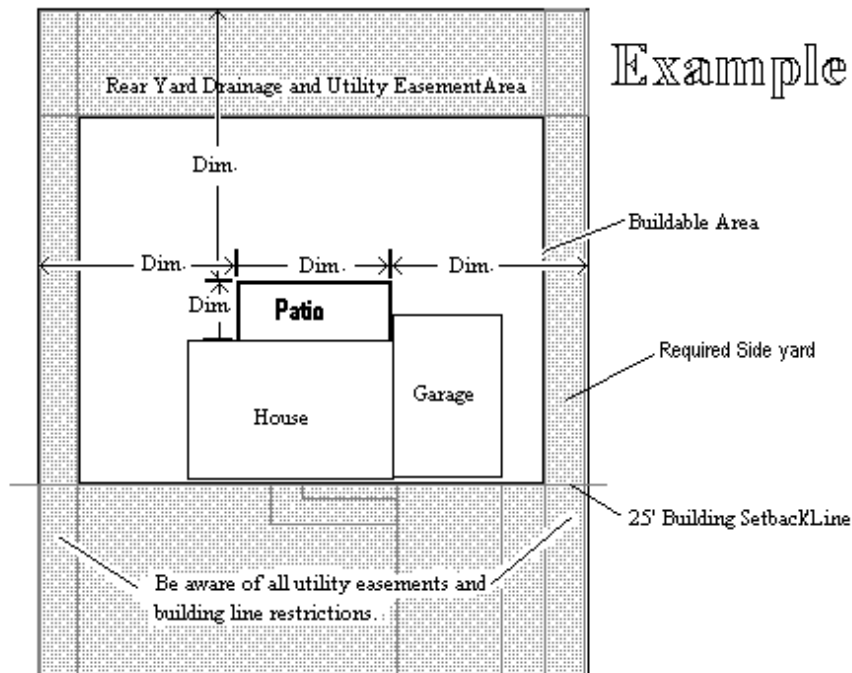 Example
Rear Yard Drainage and Utility EasementArea
Dim.
Buildable Area
Dim.
Dim.
Dim.
Dim.
Patio
Required Side yard
Garage
House
25' Building SetbackLine
Be aware of all utility easements and
building line restrictions.